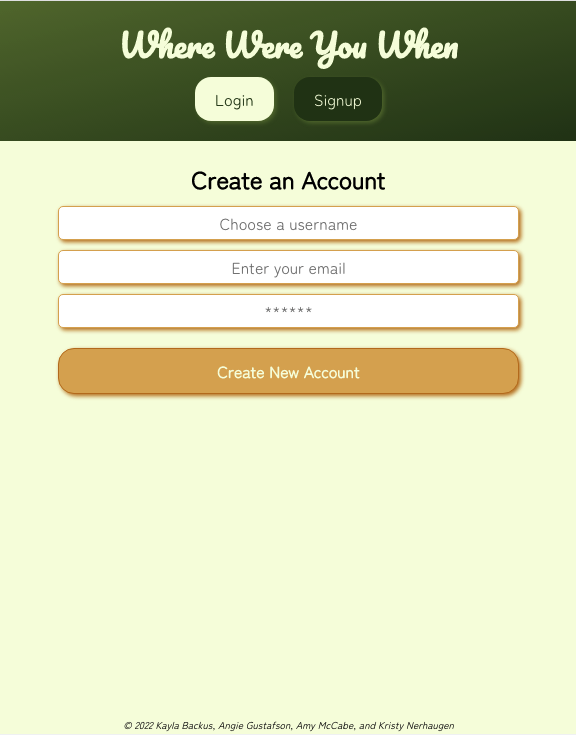 Where Were You When
Login
Signup
Create an Account
Choose a username
Enter your email
******
Create New Account
© 2022 Kayla Backus, Angie Gustafson, Amy McCabe, and Kristy Nerhaugen